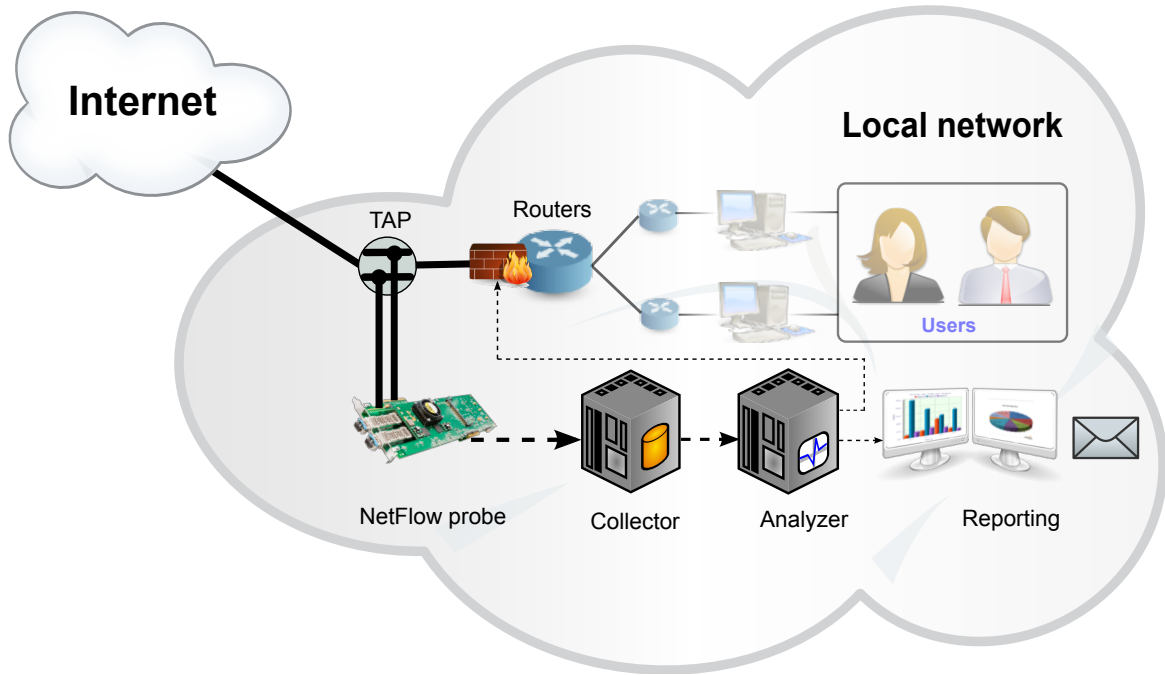 Internet
Local network
TAP
Routers
Users
NetFlow probe
Collector
Analyzer
Reporting